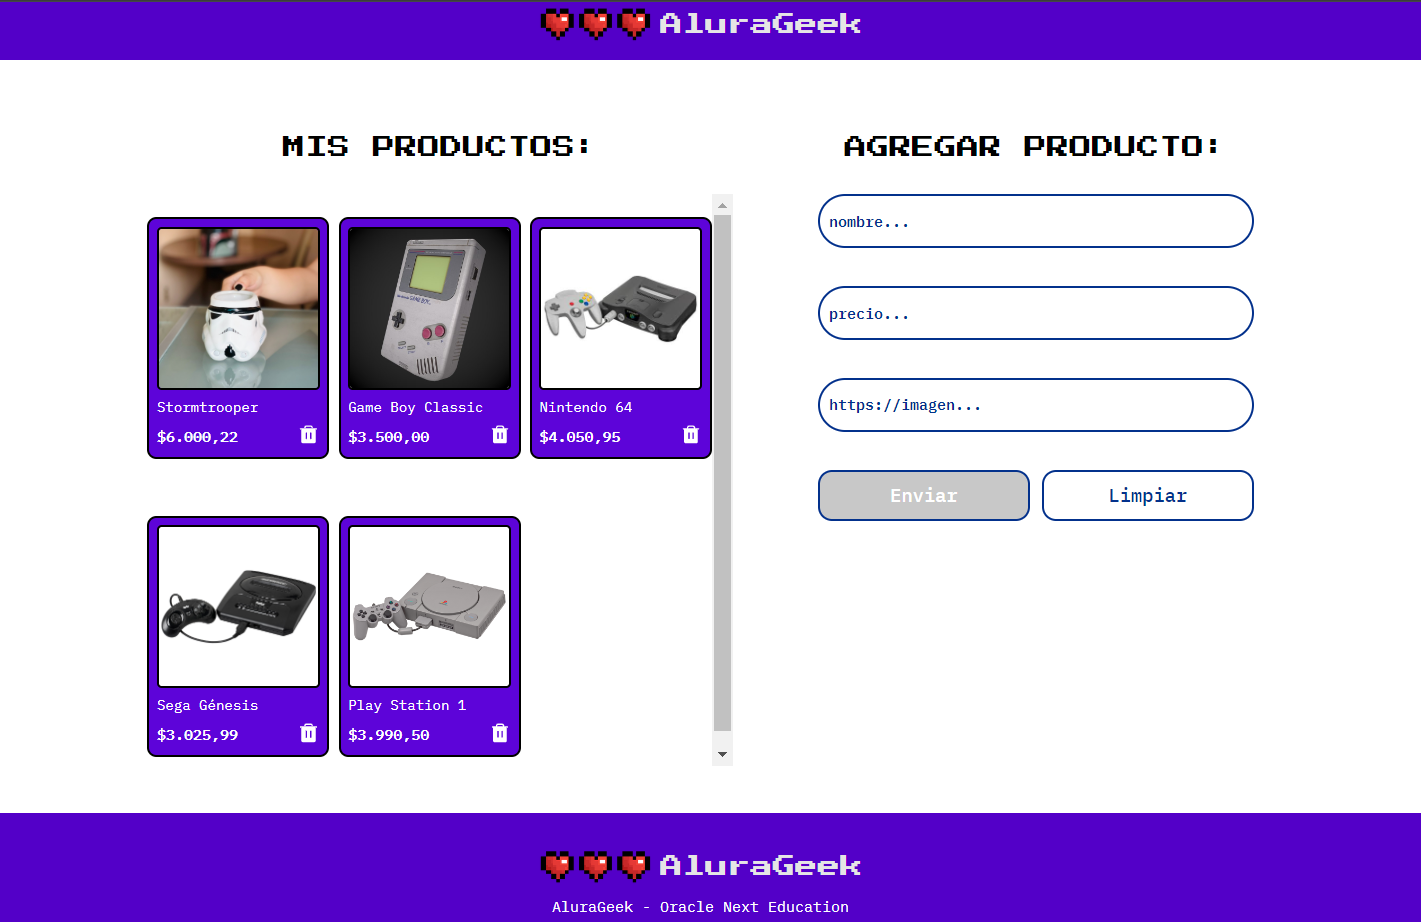 AluraGeek
MIS PRODUCTOS:
Stormtrooper
$6.000,22
Game Boy Classic
$3.500,00
Nintendo 64
$4.050,95
Sega Génesis
$3.025,99
Play Station 1
$3.990,50
AGREGAR PRODUCTO:
nombre...
precio...
https://imagen...
Enviar
Limpiar
AluraGeek
AluraGeek - Oracle Next Education